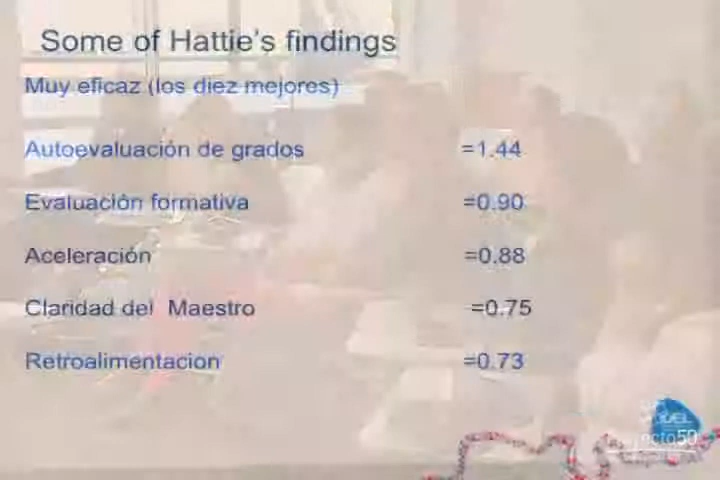 Some of Hattie's findings
Muy eficaz (los diez mejores)
Autoevaluación de grados =1.44
Evaluación formativa =0.90
Aceleración =0.88
Claridad del Maestro =0.75
Retroalimentacion =0.73